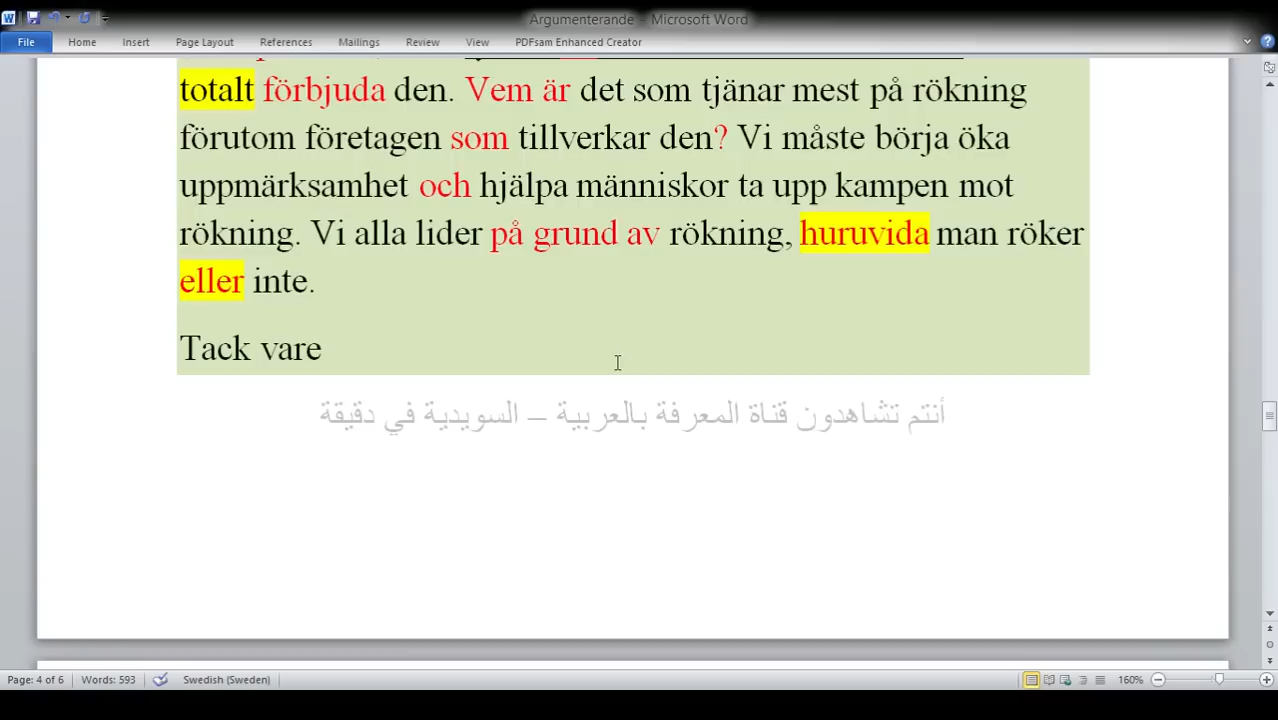 Argumenterande - Microsoft Word
File Home Insert Page Layout References Mailings Review View PDFsam Enhanced Creator
totalt förbjuda den. Vem är det som tjänar mest på rökning
förutom företagen som tillverkar den? Vi måste börja öka
uppmärksamhet och hjälpa människor ta upp kampen mot
rökning. Vi alla lider på grund av rökning, huruvida man röker
eller inte.
Tack vare
أنتم تشاهدون قناة المعرفة بالعربية – السويدية في دقيقة
Page: 4 of 6 Words: 593 Swedish (Sweden) 160%